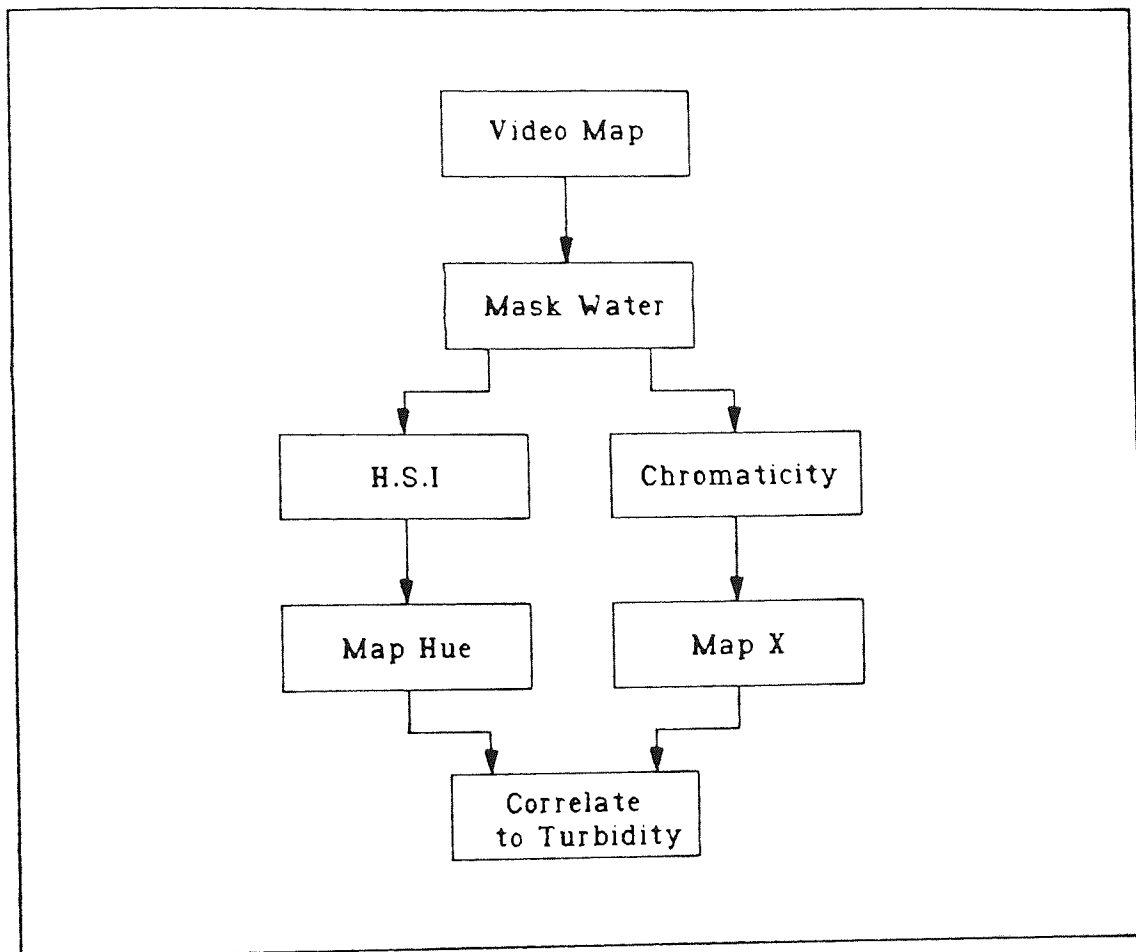 Video Map
Mask Water
H.S.I
Chromaticity
Map Hue
Map X
Correlate
to Turbidity